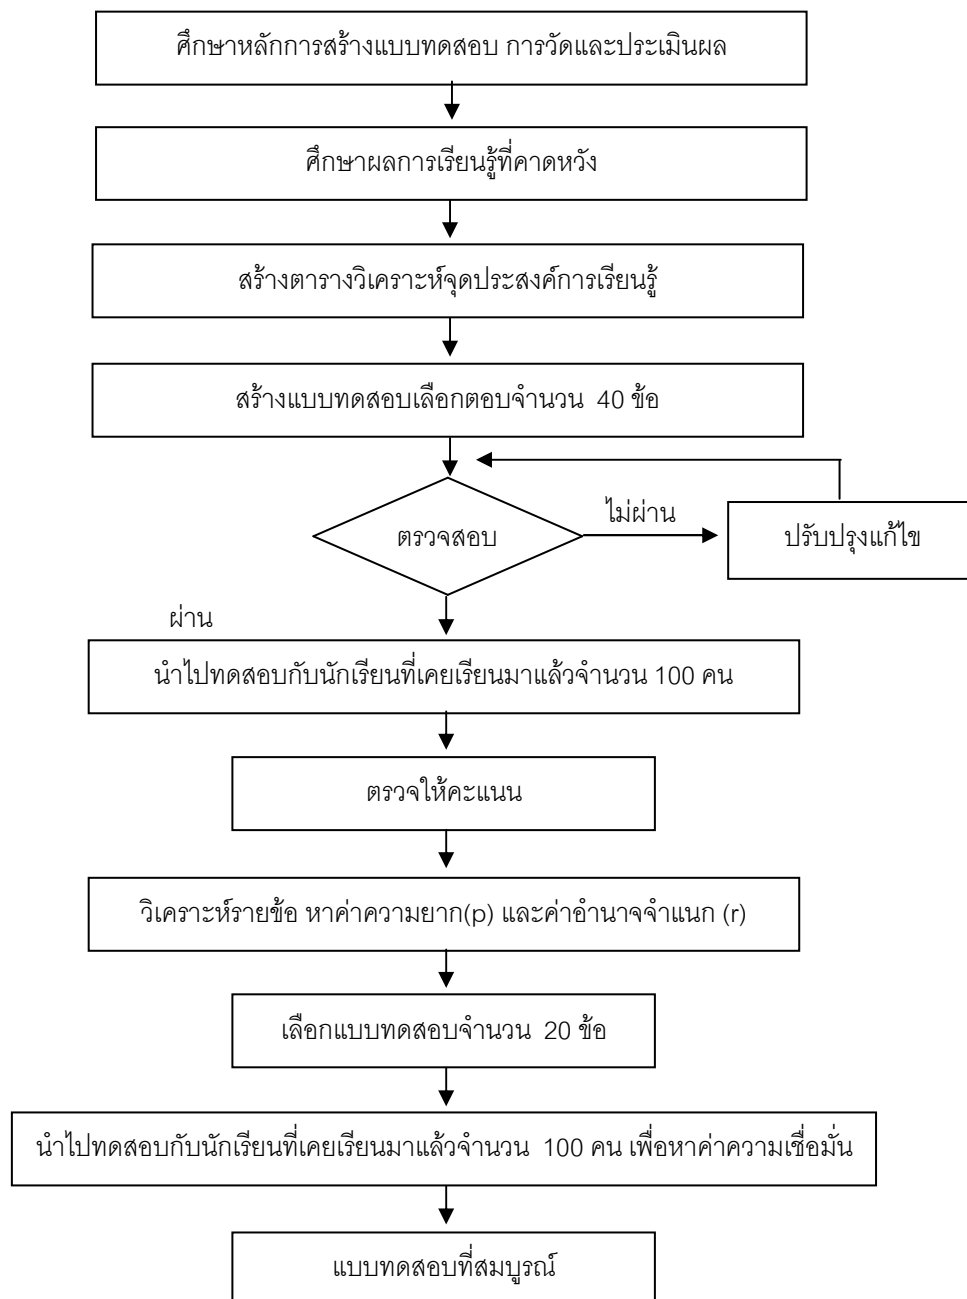 ศึกษาหลักการสร้างแบบทดสอบ การวัดและประเมินผล
ศึกษาผลการเรียนรู้ที่คาดหวัง
สร้างตารางวิเคราะห์จุดประสงค์การเรียนรู้
สร้างแบบทดสอบเลือกตอบจำนวน 40 ข้อ
ตรวจสอบ
ไม่ผ่าน
ปรับปรุงแก้ไข
ผ่าน
นำไปทดสอบกับนักเรียนที่เคยเรียนมาแล้วจำนวน 100 คน
ตรวจให้คะแนน
วิเคราะห์รายข้อ หาค่าความยาก(p) และค่าอำนาจจำแนก (r)
เลือกแบบทดสอบจำนวน 20 ข้อ
นำไปทดสอบกับนักเรียนที่เคยเรียนมาแล้วจำนวน 100 คน เพื่อหาค่าความเชื่อมั่น
แบบทดสอบที่สมบูรณ์